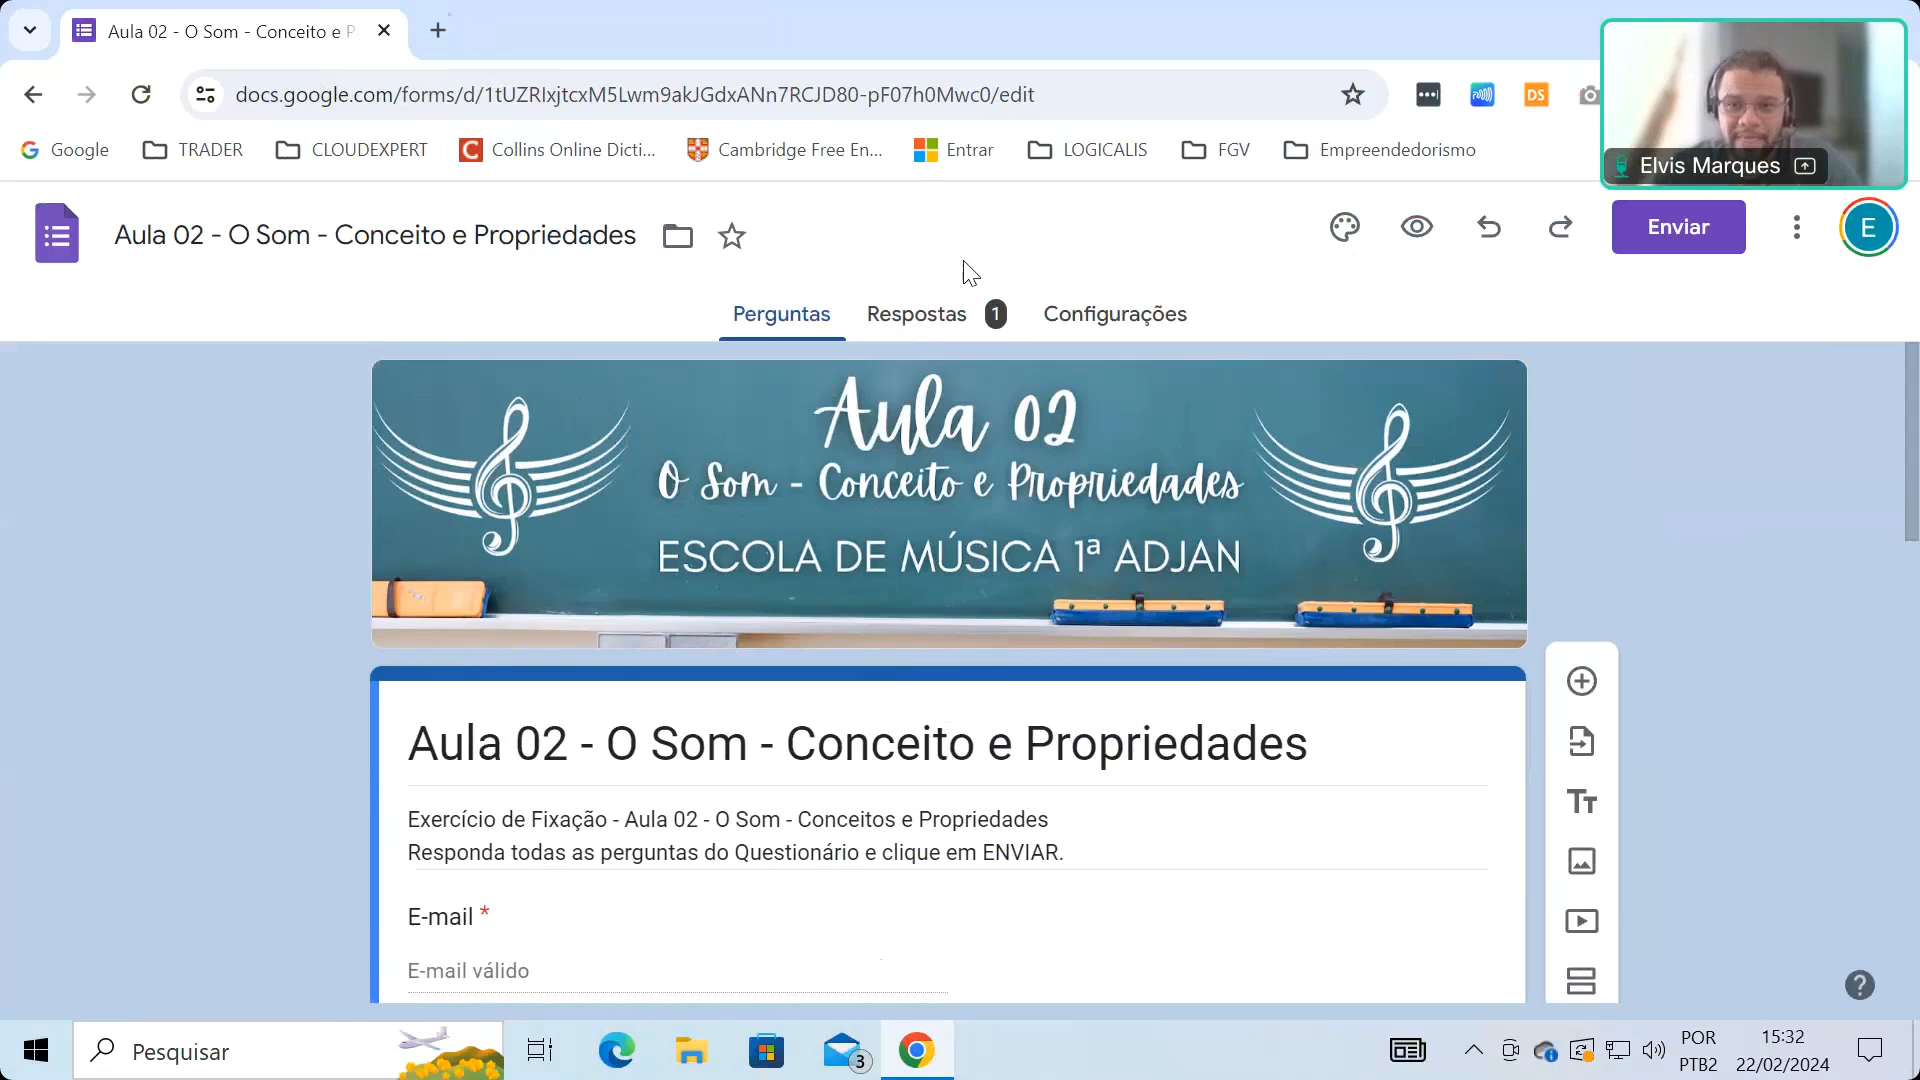 Aula 02 - O Som - Conceito e P
docs.google.com/forms/d/1tUZRIxjtcxM5Lwm9akJGdxANn7RCJD80-pF07h0Mwc0/edit
DS
Google
TRADER
CLOUDEXPERT
Collins Online Dicti...
Cambridge Free En...
Entrar
LOGICALIS
FGV
Empreendedorismo
Elvis Marques
Aula 02 - O Som - Conceito e Propriedades
Enviar
E
Perguntas
Respostas 1
Configurações
Aula 02
O Som - Conceito e Propriedades
ESCOLA DE MÚSICA 1ª ADJAN
Aula 02 - O Som - Conceito e Propriedades
Exercício de Fixação - Aula 02 - O Som - Conceitos e Propriedades
Responda todas as perguntas do Questionário e clique em ENVIAR.
E-mail *
E-mail válido
Pesquisar
3
POR
PTB2
15:32
22/02/2024